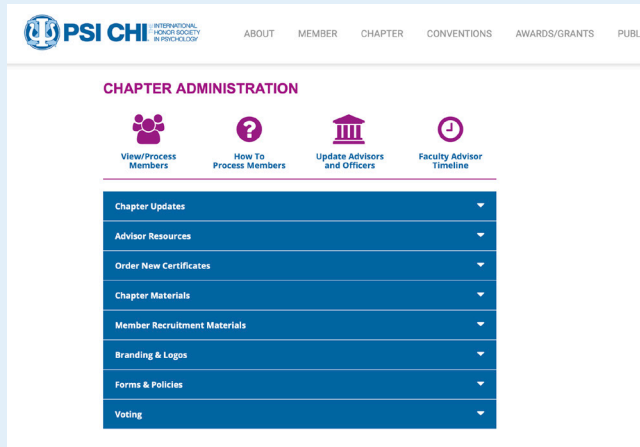 PSI CHI INTERNATIONAL
HONOR SOCIETY
IN PSYCHOLOGY
ABOUT MEMBER CHAPTER CONVENTIONS AWARDS/GRANTS PUBL
CHAPTER ADMINISTRATION
View/Process
Members
How To
Process Members
Update Advisors
and Officers
Faculty Advisor
Timeline
Chapter Updates
Advisor Resources
Order New Certificates
Chapter Materials
Member Recruitment Materials
Branding & Logos
Forms & Policies
Voting